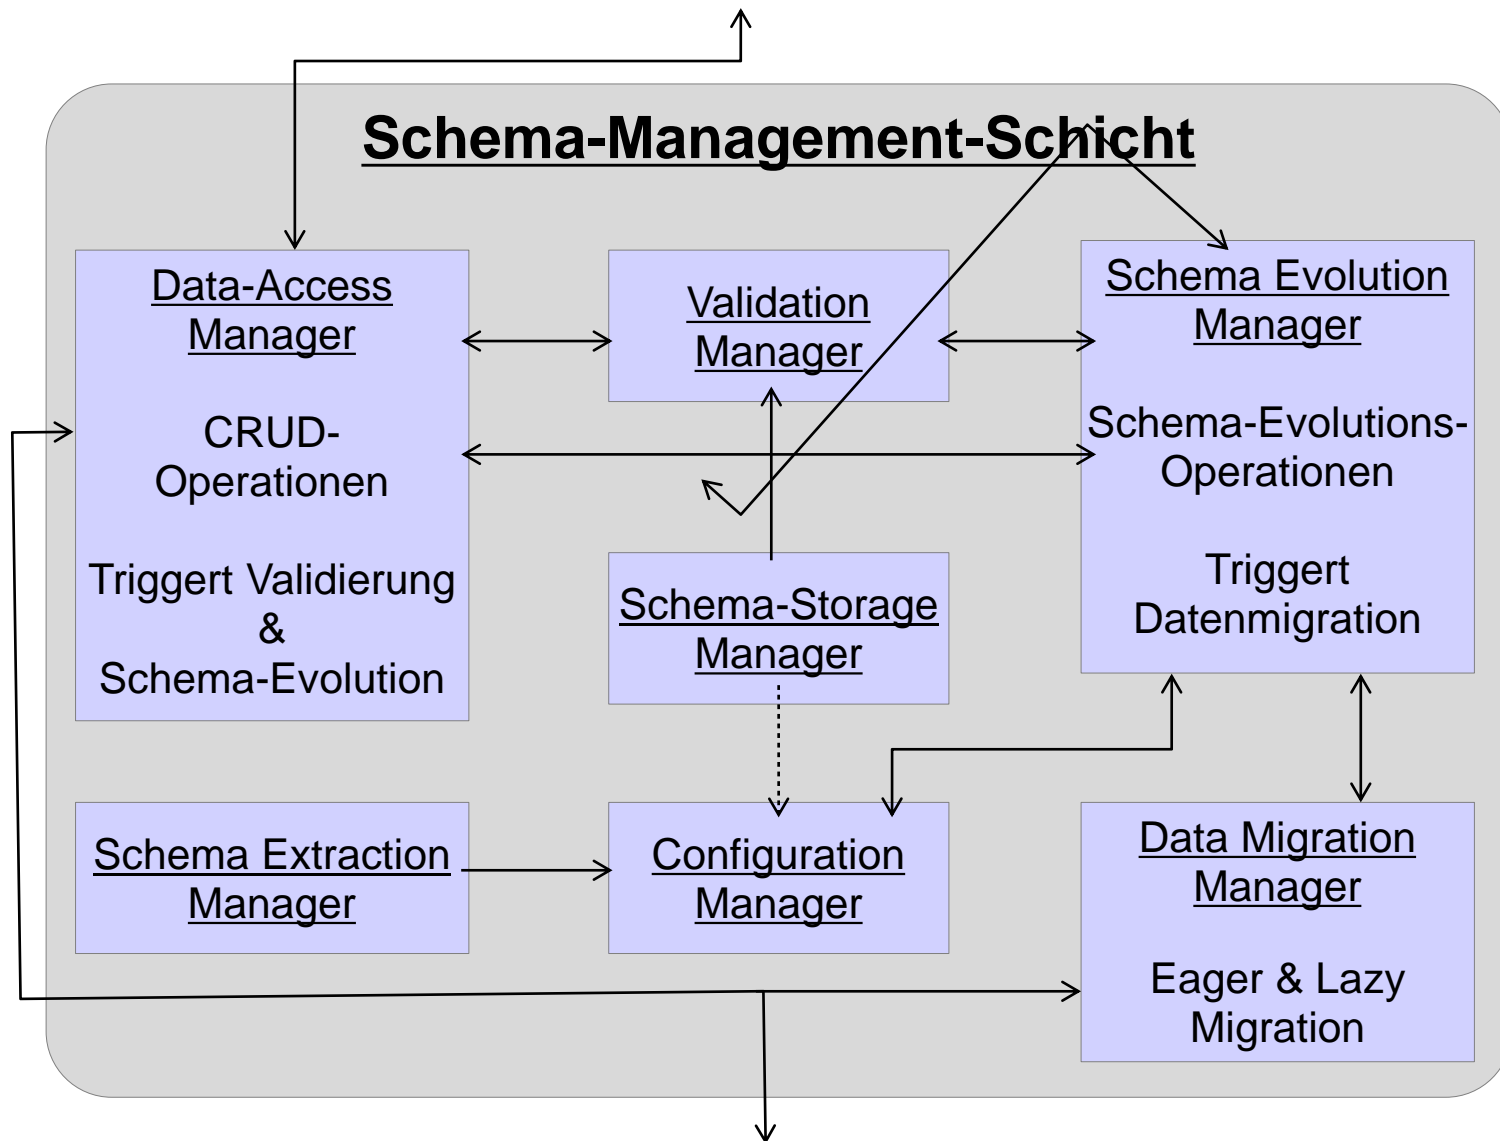 Schema-Management-Schicht
Data-Access
Manager
CRUD-
Operationen
Triggert Validierung
&
Schema-Evolution
Validation
Manager
Schema Evolution
Manager
Schema-Evolutions-
Operationen
Triggert
Datenmigration
Schema-Storage
Manager
Schema Extraction
Manager
Configuration
Manager
Data Migration
Manager
Eager & Lazy
Migration